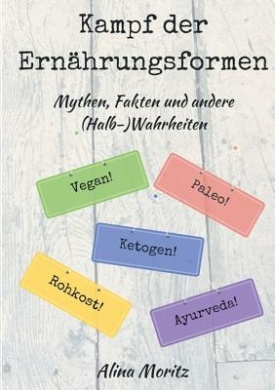 Kampf der
Ernährungsformen
Mythen, Fakten und andere
(Halb-)Wahrheiten
Vegan!
Paleo!
Ketogen!
Rohkost!
Ayurveda!
Alina Moritz